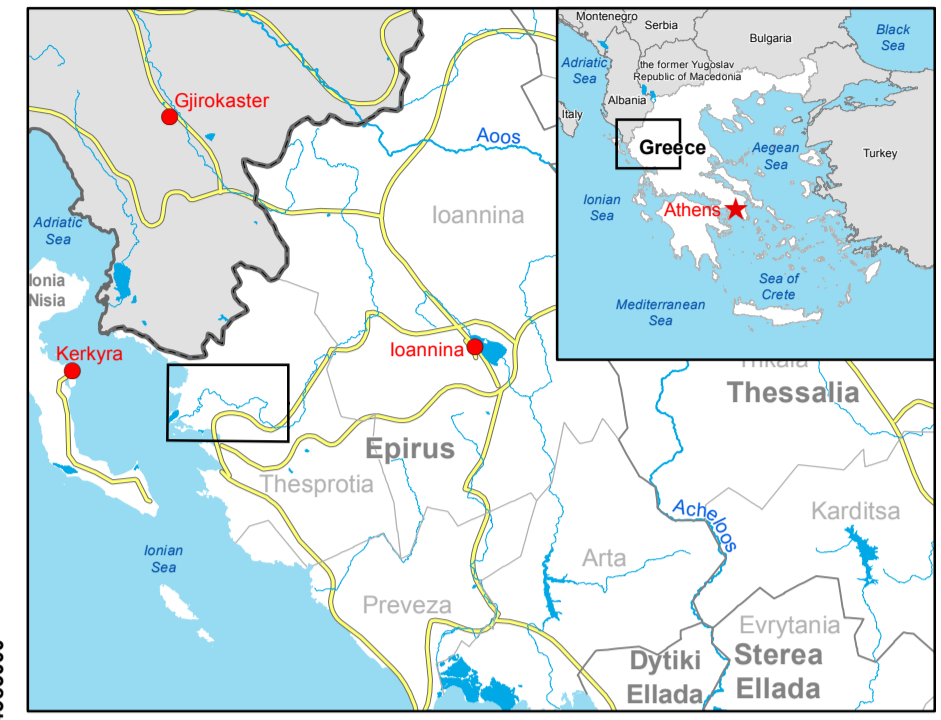 Montenegro
Serbia
Bulgaria
Black
Sea
Adriatic
Sea
the former Yugoslav
Republic of Macedonia
Albania
Italy
Greece
Aegean
Sea
Turkey
Ionian
Sea
Athens
Sea of
Crete
Mediterranean
Sea
Gjirokaster
Aoos
Ioannina
Adriatic
Sea
Ionia
Nisia
Kerkyra
Ioannina
Trikala
Thessalia
Epirus
Thesprotia
Karditsa
Acheloos
Ionian
Sea
Arta
Preveza
Evrytania
Dytiki
Ellada
Sterea
Ellada